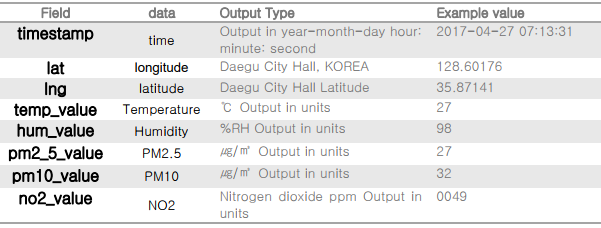 Field data Output Type Example value
timestamp time Output in year-month-day hour: 2017-04-27 07:13:31
minute: second
lat longitude Daegu City Hall, KOREA 128.60176
lng latitude Daegu City Hall Latitude 35.87141
temp_value Temperature ℃ Output in units 27
hum_value Humidity %RH Output in units 98
pm2_5_value PM2.5 ㎍/㎥ Output in units 27
pm10_value PM10 ㎍/㎥ Output in units 32
no2_value NO2 Nitrogen dioxide ppm Output in 0049
units